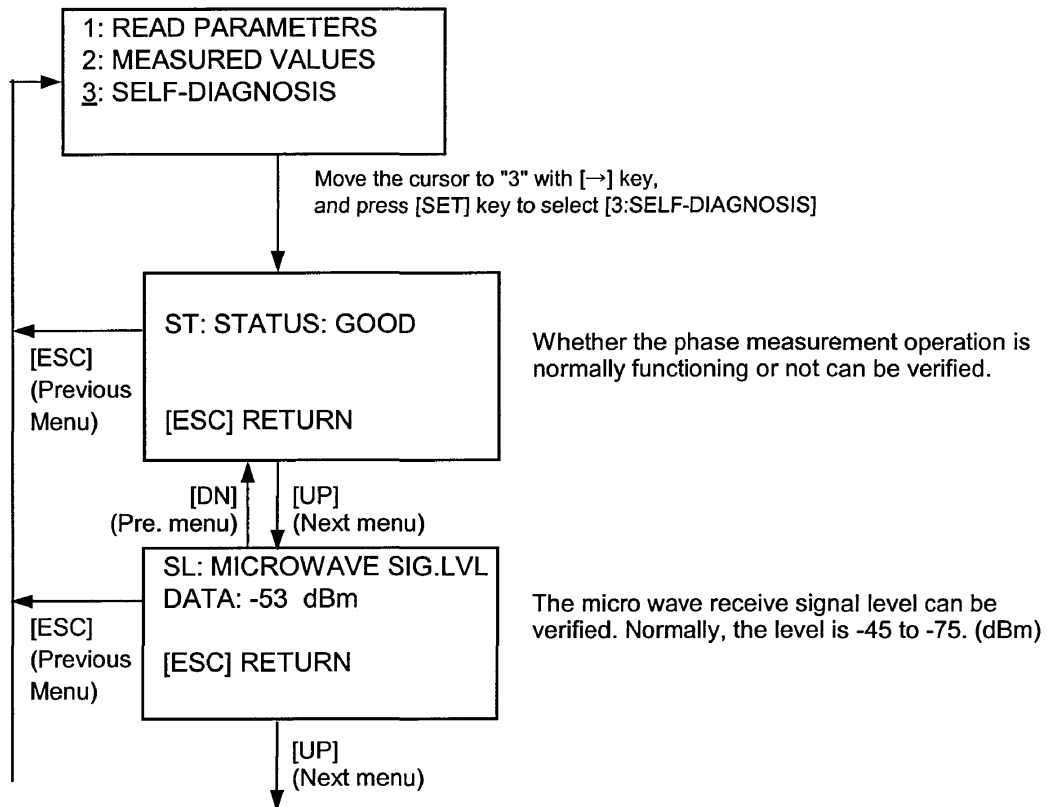 1: READ PARAMETERS
2: MEASURED VALUES
3: SELF-DIAGNOSIS
Move the cursor to "3" with [→] key,
and press [SET] key to select [3:SELF-DIAGNOSIS]
ST: STATUS: GOOD
[ESC] RETURN
[ESC]
(Previous
Menu)
Whether the phase measurement operation is
normally functioning or not can be verified.
[DN]
(Pre. menu)
[UP]
(Next menu)
SL: MICROWAVE SIG.LVL
DATA: -53 dBm
[ESC] RETURN
[ESC]
(Previous
Menu)
The micro wave receive signal level can be
verified. Normally, the level is -45 to -75. (dBm)
[UP]
(Next menu)